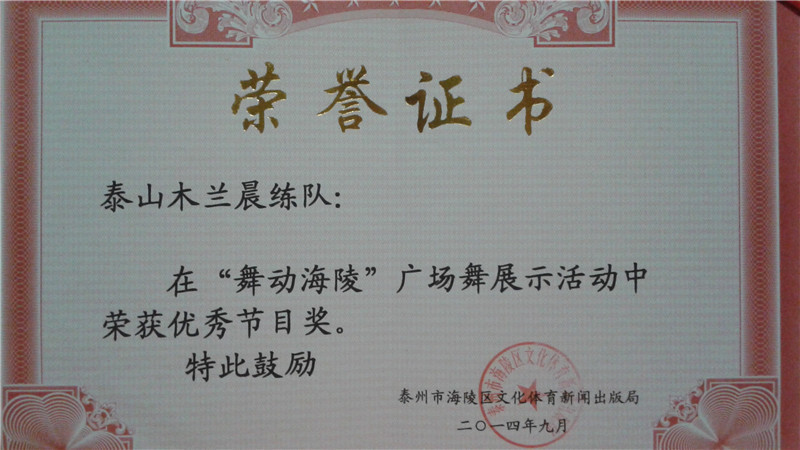 荣誉证书
泰山木兰晨练队：
在“舞动海陵”广场舞展示活动中
荣获优秀节目奖。
特此鼓励
泰州市海陵区文化体育新闻出版局
二〇一四年九月